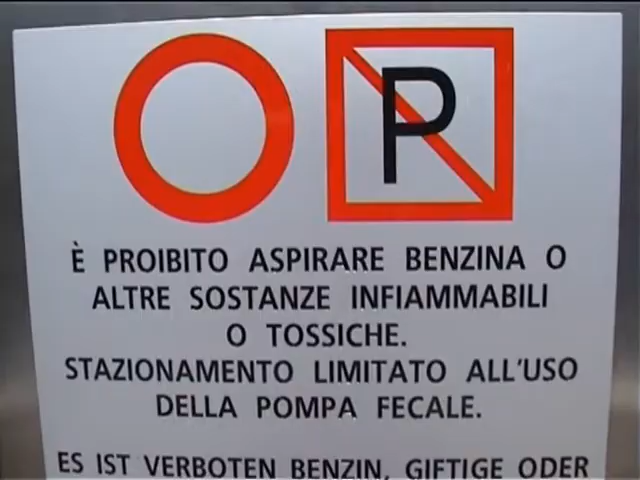 P
È PROIBITO ASPIRARE BENZINA O
ALTRE SOSTANZE INFIAMMABILI
O TOSSICHE.
STAZIONAMENTO LIMITATO ALL'USO
DELLA POMPA FECALE.
ES IST VERBOTEN BENZIN, GIFTIGE ODER